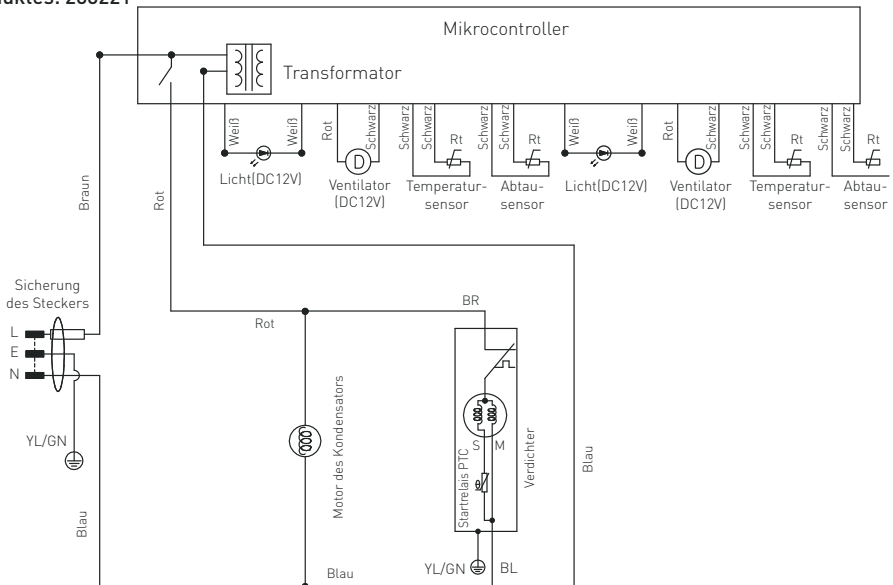 Mikrocontroller
Transformator
Weiß
Weiß
Rot
Schwarz
Schwarz
Schwarz
Schwarz
Schwarz
Weiß
Weiß
Rot
Schwarz
Schwarz
Schwarz
Schwarz
Schwarz
Rt
Rt
Rt
Rt
D
D
Licht(DC12V)
Ventilator
(DC12V)
Temperatur-
sensor
Abtau-
sensor
Licht(DC12V)
Ventilator
(DC12V)
Temperatur-
sensor
Abtau-
sensor
Braun
Rot
Sicherung
des Steckers
L
E
N
YL/GN
Blau
Rot
BR
Motor des Kondensators
S
M
Startrelais PTC
θ
Verdichter
Blau
YL/GN
BL
Blau